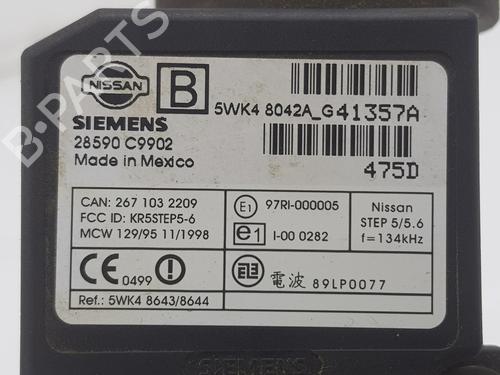 NISSAN
B
5WK4 8042A_G41357A
SIEMENS
28590 C9902
Made in Mexico
475D
CAN: 267 103 2209
FCC ID: KR5STEP5-6
MCW 129/95 11/1998
E1 97RI-000005
e1 I-00 0282
Nissan
STEP 5/5.6
f=134kHz
CE 0499 !
電波 89LP0077
Ref.: 5WK4 8643/8644
SIEMENS
B-PARTS